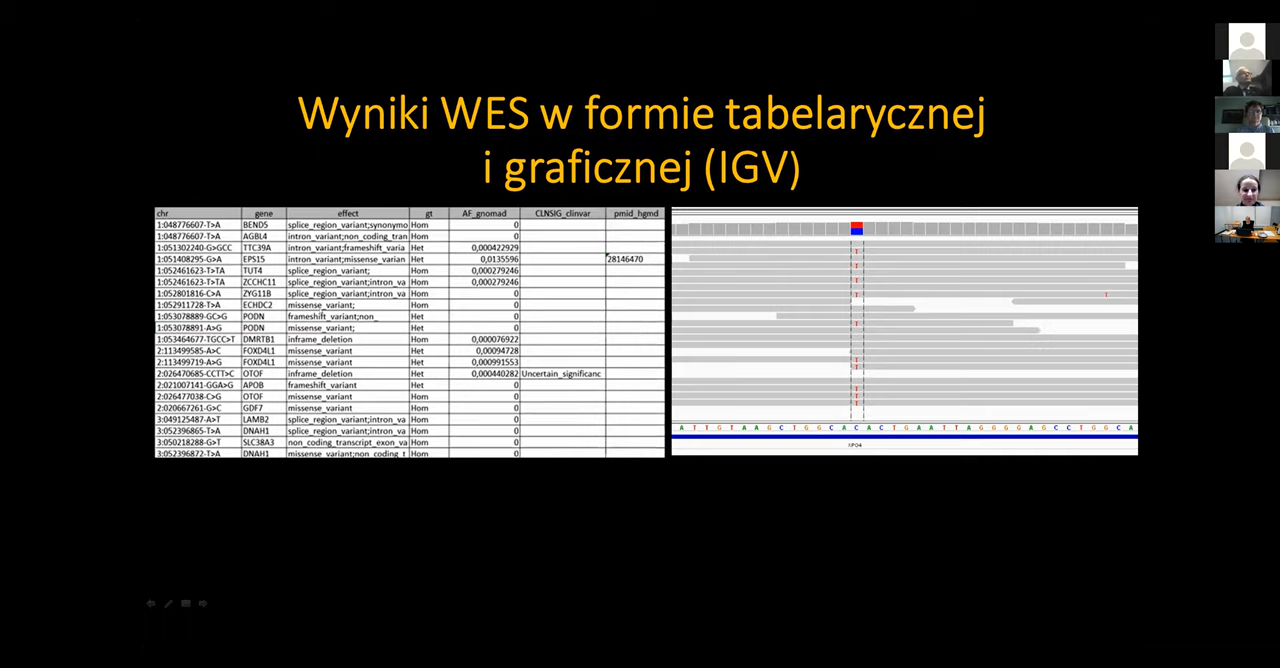 Wyniki WES w formie tabelarycznej
i graficznej (IGV)
chr gene effect gt AF_gnomad CLNSIG_clinvar pmid_hgmd
1:048776607-T>A BEND5 splice_region_variant;synonymo Hom 0
1:048776607-T>A AGBL4 intron_variant;non_coding_tran Hom 0
1:051302240-G>GCC TTC39A intron_variant;frameshift_varia Het 0,000422929
1:051408295-G>A EPS15 intron_variant;missense_varian Het 0,0135596 28146470
1:052461623-T>TA TUT4 splice_region_variant; Hom 0,000279246
1:052461623-T>TA ZCCHC11 splice_region_variant;intron_va Hom 0,000279246
1:052801816-C>A ZYG11B splice_region_variant;intron_va Hom 0
1:052911728-T>A ECHDC2 missense_variant; Hom 0
1:053078889-GC>G PODN frameshift_variant;non_ Het 0
1:053078891-A>G PODN missense_variant; Het 0
1:053464677-TGCC>T DMRTB1 inframe_deletion Hom 0,000076922
2:113499585-A>C FOXD4L1 missense_variant Het 0,00094728
2:113499719-A>G FOXD4L1 missense_variant Het 0,000991553
2:026470685-CCTT>C OTOF inframe_deletion Het 0,000440282 Uncertain_significanc
2:021007141-GGA>G APOB frameshift_variant Het 0
2:026477038-C>G OTOF missense_variant Hom 0
2:020667261-G>C GDF7 missense_variant Hom 0
3:049125487-A>T LAMB2 splice_region_variant;intron_va Hom 0
3:052396865-T>A DNAH1 splice_region_variant;intron_va Hom 0
3:050218288-G>T SLC38A3 non_coding_transcript_exon_va Hom 0
3:052396872-T>A DNAH1 missense_variant;non_coding_t Hom 0
T
T
T
T T
T
T
T
T
T
T
A T T G T A A G C T G G C A C A C T G A A T T A G G G G A G C C T G G C A
XPO4